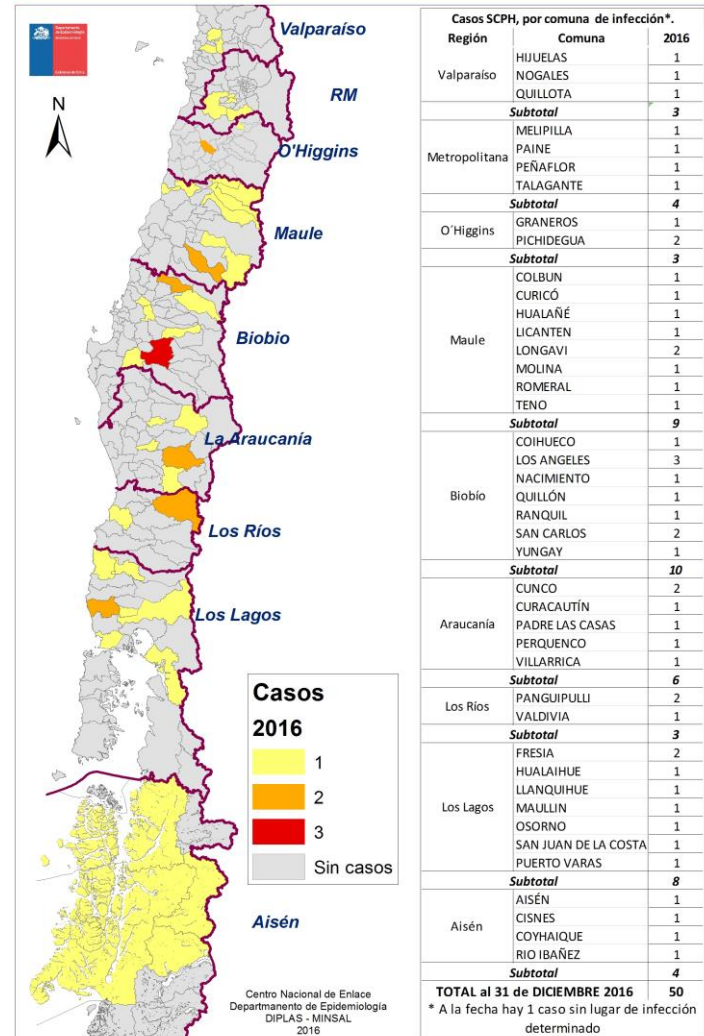 Departamento de Epidemiología
Gobierno de Chile
N
Valparaíso
RM
O'Higgins
Maule
Biobio
La Araucanía
Los Ríos
Los Lagos
Aisén
Casos
2016
1
2
3
Sin casos
Centro Nacional de Enlace
Departmanento de Epidemiología
DIPLAS - MINSAL
2016
Casos SCPH, por comuna de infección*.
Región Comuna 2016
Valparaíso
HIJUELAS 1
NOGALES 1
QUILLOTA 1
Subtotal 3
Metropolitana
MELIPILLA 1
PAINE 1
PEÑAFLOR 1
TALAGANTE 1
Subtotal 4
O´Higgins
GRANEROS 1
PICHIDEGUA 2
Subtotal 3
Maule
COLBUN 1
CURICÓ 1
HUALAÑÉ 1
LICANTEN 1
LONGAVI 2
MOLINA 1
ROMERAL 1
TENO 1
Subtotal 9
Biobío
COIHUECO 1
LOS ANGELES 3
NACIMIENTO 1
QUILLÓN 1
RANQUIL 1
SAN CARLOS 2
YUNGAY 1
Subtotal 10
Araucanía
CUNCO 2
CURACAUTÍN 1
PADRE LAS CASAS 1
PERQUENCO 1
VILLARRICA 1
Subtotal 6
Los Ríos
PANGUIPULLI 2
VALDIVIA 1
Subtotal 3
Los Lagos
FRESIA 2
HUALAIHUE 1
LLANQUIHUE 1
MAULLIN 1
OSORNO 1
SAN JUAN DE LA COSTA 1
PUERTO VARAS 1
Subtotal 8
Aisén
AISÉN 1
CISNES 1
COYHAIQUE 1
RIO IBAÑEZ 1
Subtotal 4
TOTAL al 31 de DICIEMBRE 2016 50
* A la fecha hay 1 caso sin lugar de infección
determinado